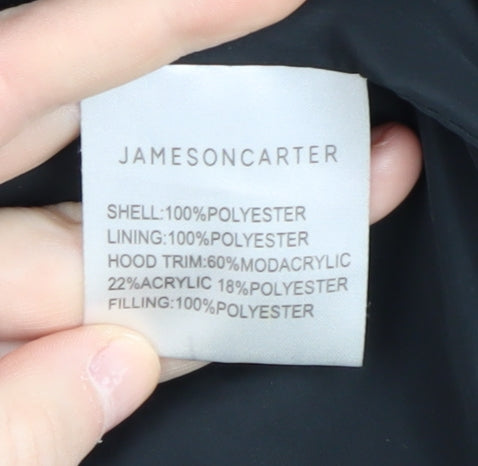 JAMESONCARTER
SHELL:100%POLYESTER
LINING:100%POLYESTER
HOOD TRIM:60%MODACRYLIC
22%ACRYLIC 18%POLYESTER
FILLING:100%POLYESTER